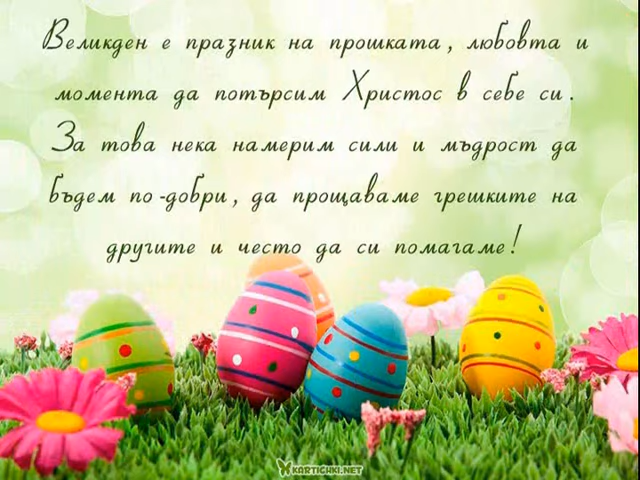 Великден е празник на прошката, любовта и
момента да потърсим Христос в себе си.
За това нека намерим сили и мъдрост да
бъдем по-добри, да прощаваме грешките на
другите и често да си помагаме!
KARTICHKI.NET